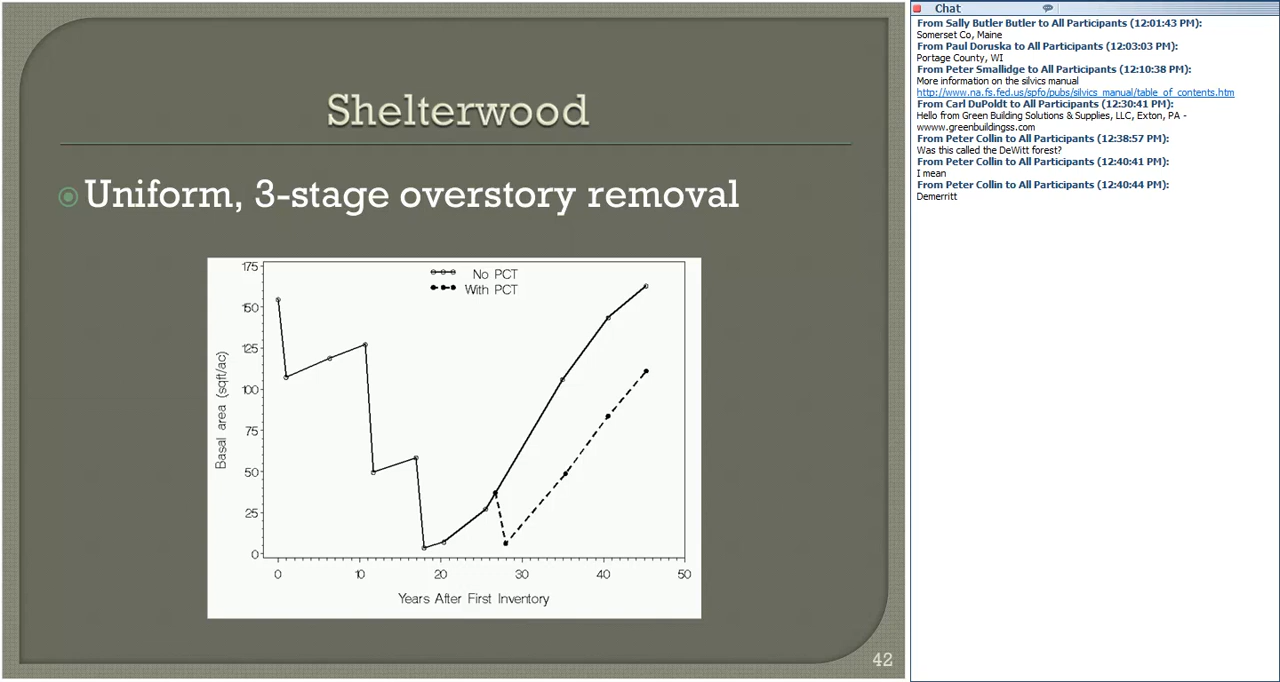 Shelterwood
Uniform, 3-stage overstory removal
No PCT
With PCT
175
150
125
100
75
50
25
0
Basal area (sqft/ac)
0 10 20 30 40 50
Years After First Inventory
42
Chat
From Sally Butler Butler to All Participants (12:01:43 PM):
Somerset Co, Maine
From Paul Doruska to All Participants (12:03:03 PM):
Portage County, WI
From Peter Smallidge to All Participants (12:10:38 PM):
More information on the silvics manual
http://www.na.fs.fed.us/spfo/pubs/silvics_manual/table_of_contents.htm
From Carl DuPoldt to All Participants (12:30:41 PM):
Hello from Green Building Solutions & Supplies, LLC, Exton, PA -
wwww.greenbuildingss.com
From Peter Collin to All Participants (12:38:57 PM):
Was this called the DeWitt forest?
From Peter Collin to All Participants (12:40:41 PM):
I mean
From Peter Collin to All Participants (12:40:44 PM):
Demerritt